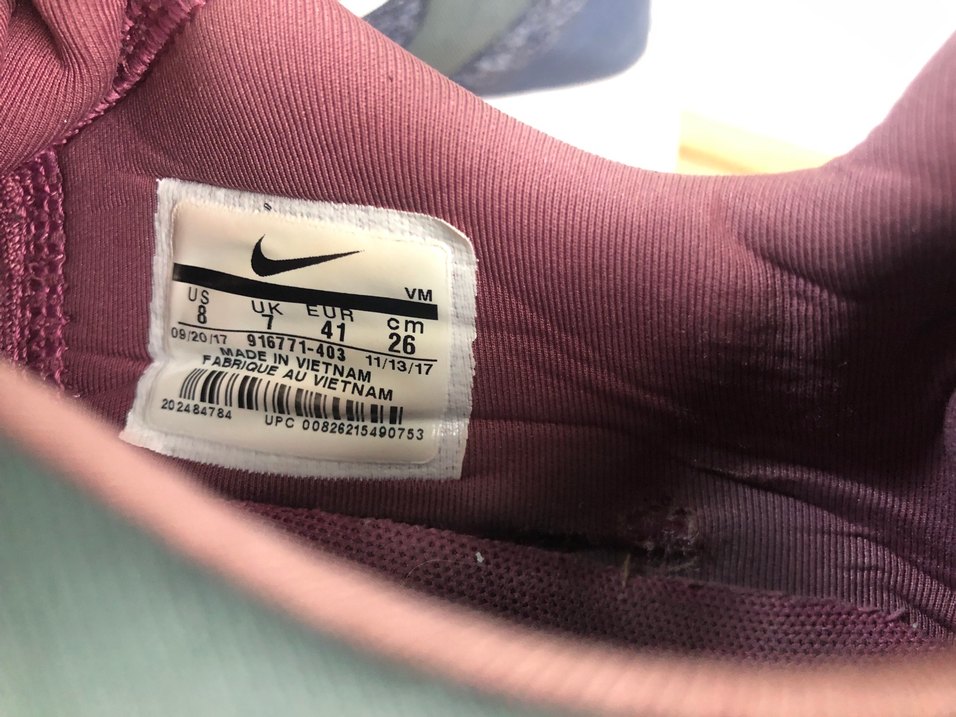 VM
US UK EUR cm
8 7 41 26
09/20/17 916771-403 11/13/17
MADE IN VIETNAM
FABRIQUE AU VIETNAM
202484784
UPC 00826215490753